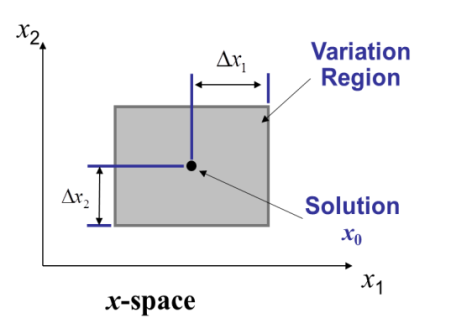 x₂
Δx₁
Variation
Region
Δx₂
Solution
x₀
x₁
x-space